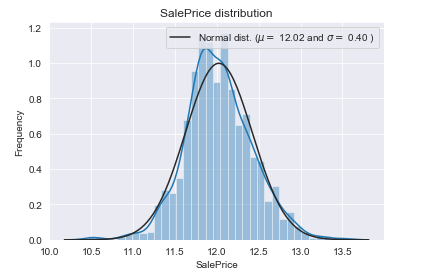 SalePrice distribution
Normal dist. (μ = 12.02 and σ = 0.40 )
1.2
1.0
0.8
0.6
0.4
0.2
0.0
Frequency
10.0 10.5 11.0 11.5 12.0 12.5 13.0 13.5
SalePrice